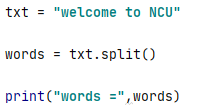 txt = "welcome to NCU"
words = txt.split()
print("words =",words)